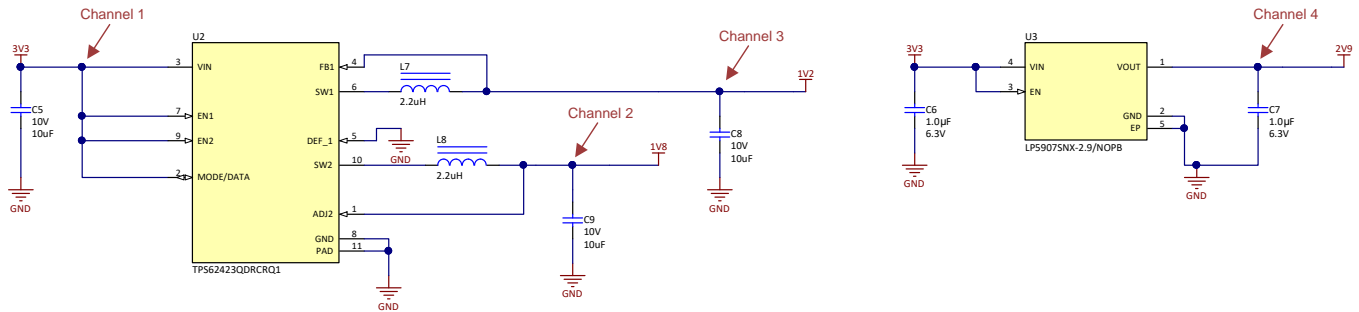 Channel 1
3V3
C5
10V
10uF
GND
U2
3
VIN
7
EN1
9
EN2
2
MODE/DATA
FB1
4
SW1
6
DEF_1
5
SW2
10
ADJ2
1
GND
8
PAD
11
TPS62423QDRCRQ1
L7
2.2uH
GND
L8
2.2uH
GND
Channel 2
1V8
C9
10V
10uF
GND
Channel 3
1V2
C8
10V
10uF
GND
3V3
C6
1.0µF
6.3V
GND
U3
4
VIN
3
EN
VOUT
1
GND
2
EP
5
LP5907SNX-2.9/NOPB
GND
Channel 4
2V9
C7
1.0µF
6.3V